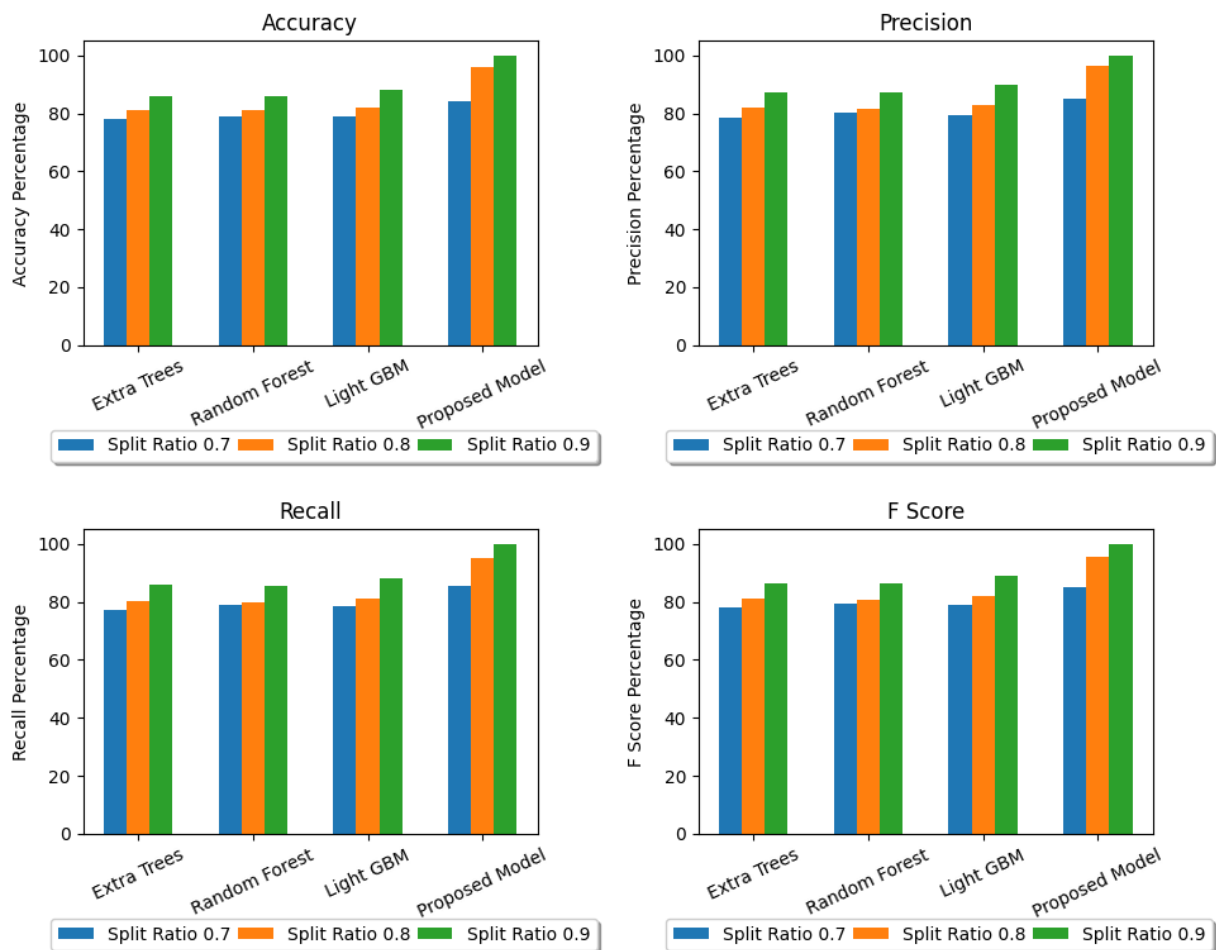 Accuracy
Accuracy Percentage
100
80
60
40
20
0
Extra Trees
Random Forest
Light GBM
Proposed Model
Split Ratio 0.7 Split Ratio 0.8 Split Ratio 0.9
Precision
Precision Percentage
100
80
60
40
20
0
Extra Trees
Random Forest
Light GBM
Proposed Model
Split Ratio 0.7 Split Ratio 0.8 Split Ratio 0.9
Recall
Recall Percentage
100
80
60
40
20
0
Extra Trees
Random Forest
Light GBM
Proposed Model
Split Ratio 0.7 Split Ratio 0.8 Split Ratio 0.9
F Score
F Score Percentage
100
80
60
40
20
0
Extra Trees
Random Forest
Light GBM
Proposed Model
Split Ratio 0.7 Split Ratio 0.8 Split Ratio 0.9